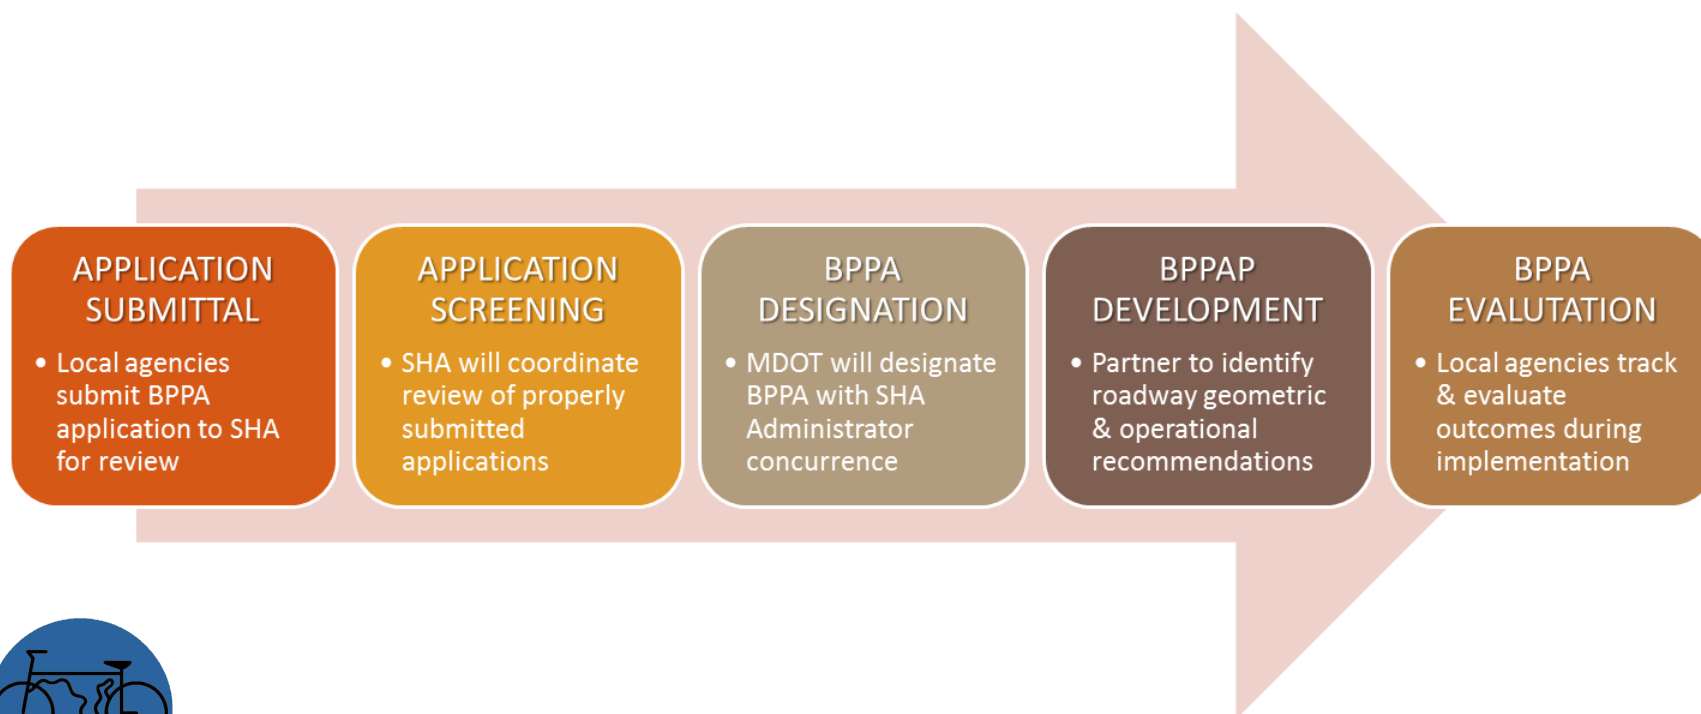 APPLICATION
SUBMITTAL
• Local agencies
submit BPPA
application to SHA
for review
APPLICATION
SCREENING
• SHA will coordinate
review of properly
submitted
applications
BPPA
DESIGNATION
• MDOT will designate
BPPA with SHA
Administrator
concurrence
BPPAP
DEVELOPMENT
• Partner to identify
roadway geometric
& operational
recommendations
BPPA
EVALUTATION
• Local agencies track
& evaluate
outcomes during
implementation